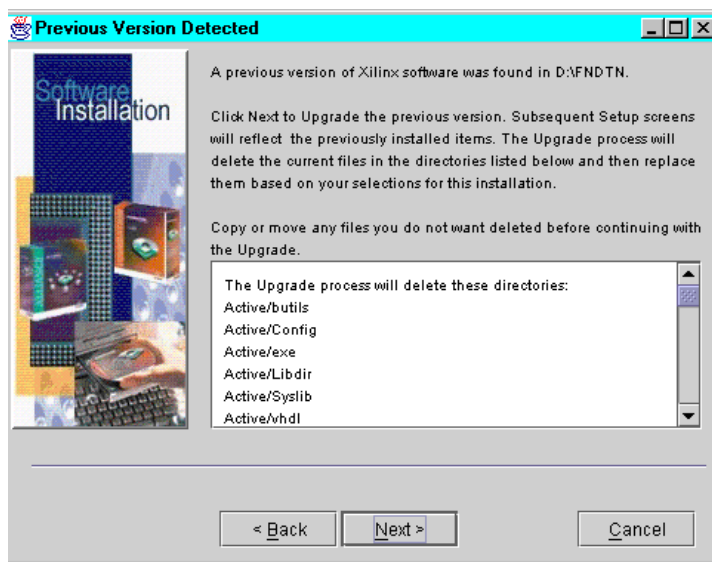 Previous Version Detected
Software
Installation
A previous version of Xilinx software was found in D:\FNDTN.
Click Next to Upgrade the previous version. Subsequent Setup screens
will reflect the previously installed items. The Upgrade process will
delete the current files in the directories listed below and then replace
them based on your selections for this installation.
Copy or move any files you do not want deleted before continuing with
the Upgrade.
The Upgrade process will delete these directories:
Active/butils
Active/Config
Active/exe
Active/Libdir
Active/Syslib
Active/vhdl
< Back
Next >
Cancel